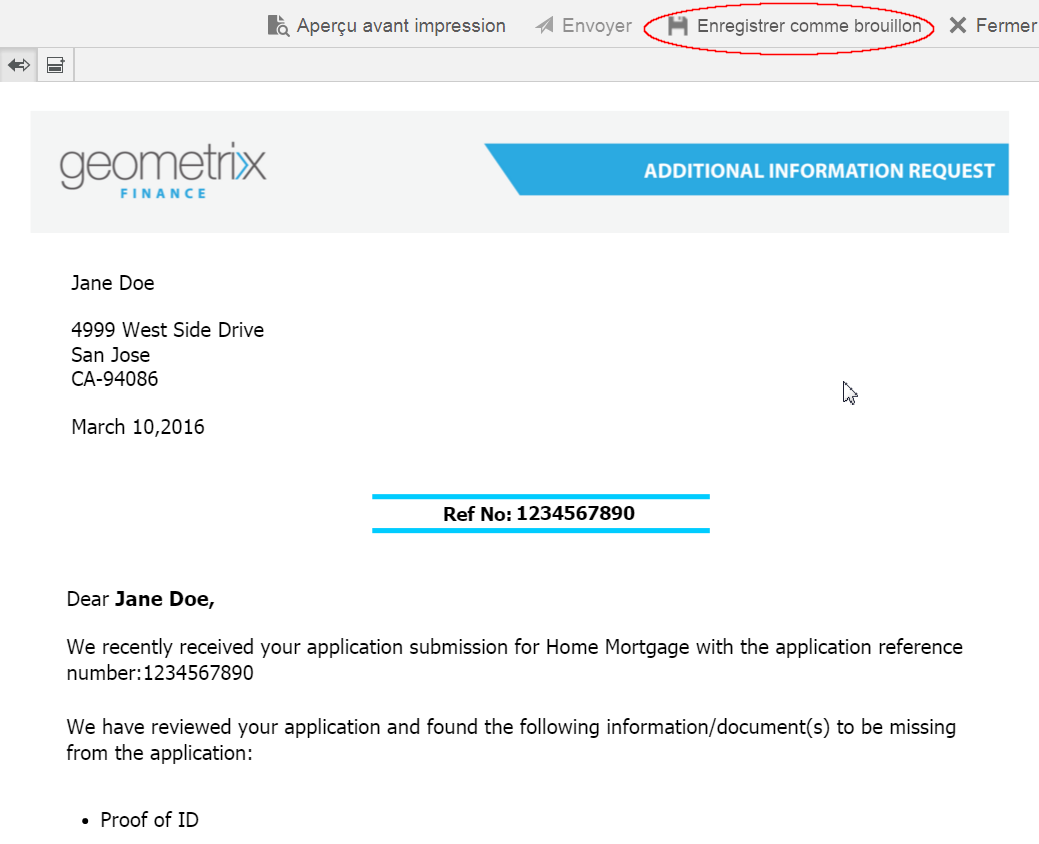 Aperçu avant impression Envoyer Enregistrer comme brouillon Fermer
geometrixx
FINANCE
ADDITIONAL INFORMATION REQUEST
Jane Doe
4999 West Side Drive
San Jose
CA-94086
March 10,2016
Ref No: 1234567890
Dear Jane Doe,
We recently received your application submission for Home Mortgage with the application reference
number:1234567890
We have reviewed your application and found the following information/document(s) to be missing
from the application:
• Proof of ID